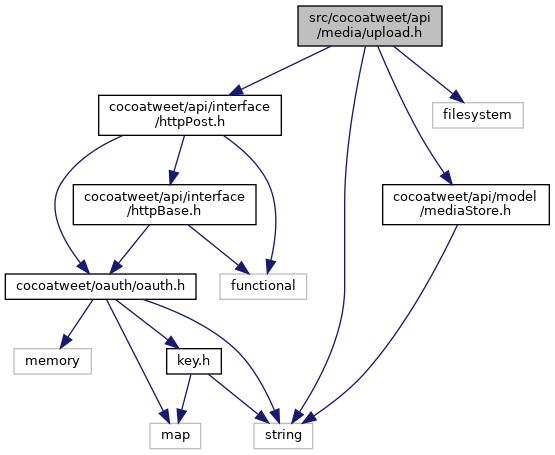 src/cocoatweet/api
/media/upload.h
cocoatweet/api/interface
/httpPost.h
filesystem
cocoatweet/api/interface
/httpBase.h
cocoatweet/api/model
/mediaStore.h
cocoatweet/oauth/oauth.h
functional
memory
key.h
map
string